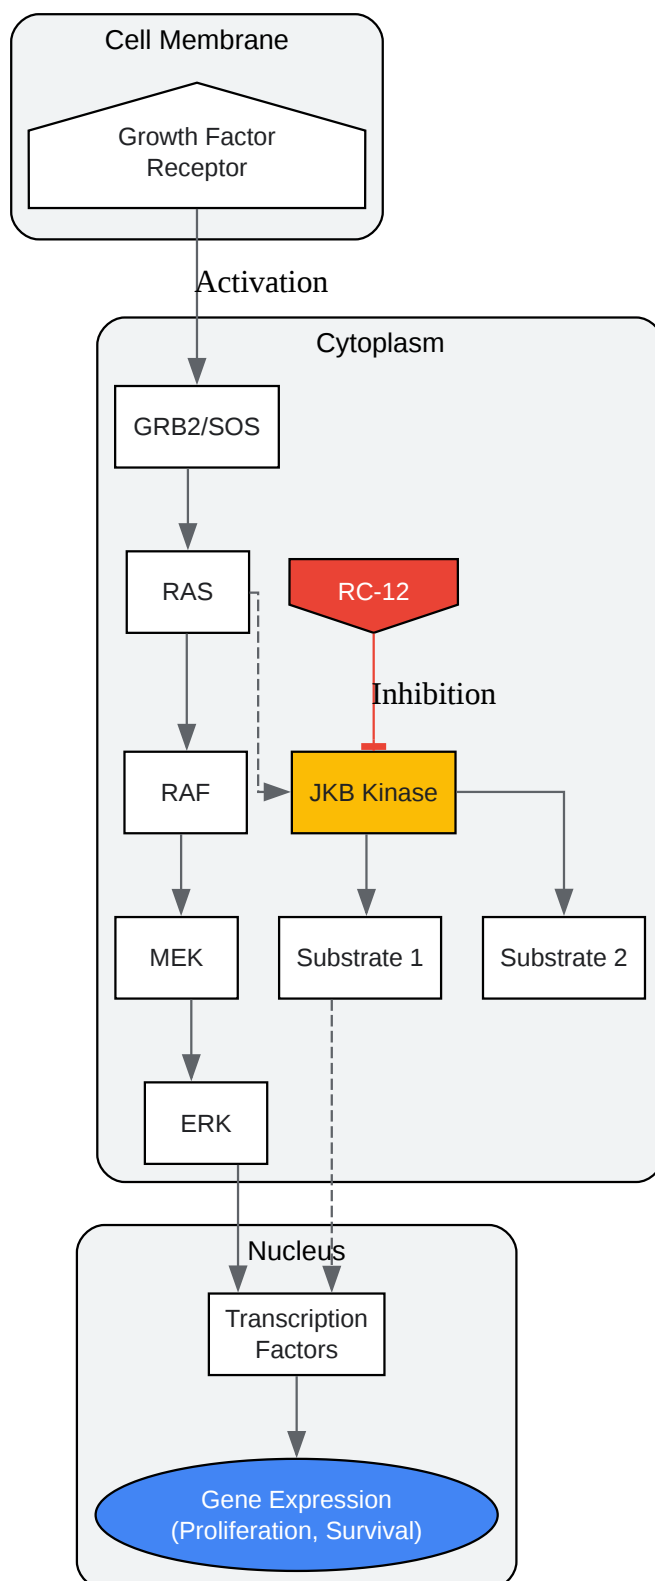 Cell Membrane
Growth Factor
Receptor
Activation
Cytoplasm
GRB2/SOS
RAS
RC-12
Inhibition
RAF
JKB Kinase
MEK
Substrate 1
Substrate 2
ERK
Nucleus
Transcription
Factors
Gene Expression
(Proliferation, Survival)